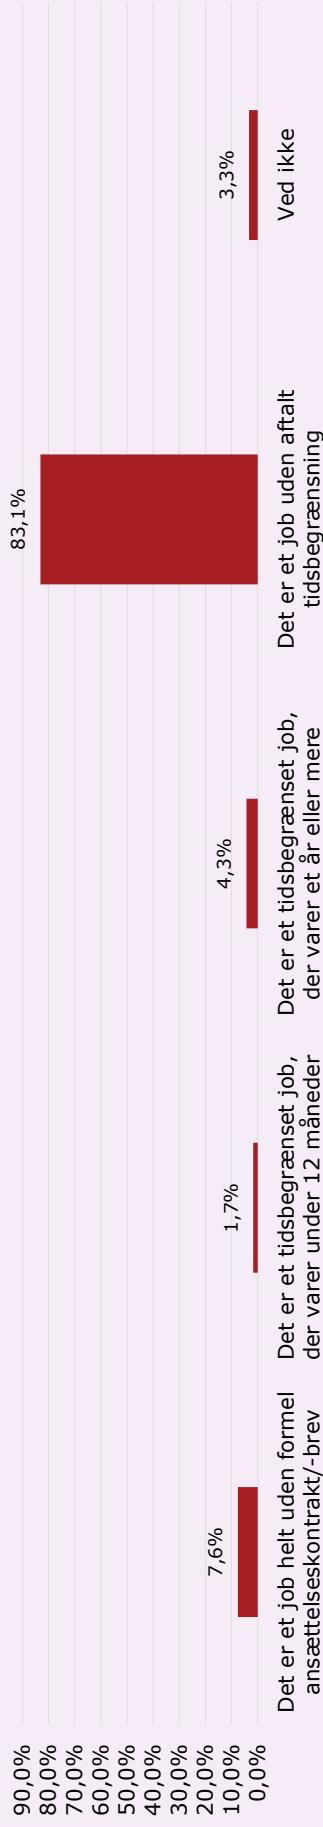 90,0%
80,0%
70,0%
60,0%
50,0%
40,0%
30,0%
20,0%
10,0%
0,0%
7,6%
1,7%
4,3%
83,1%
3,3%
Det er et job helt uden formel
ansættelseskontrakt/-brev
Det er et tidsbegrænset job,
der varer under 12 måneder
Det er et tidsbegrænset job,
der varer et år eller mere
Det er et job uden aftalt
tidsbegrænsning
Ved ikke